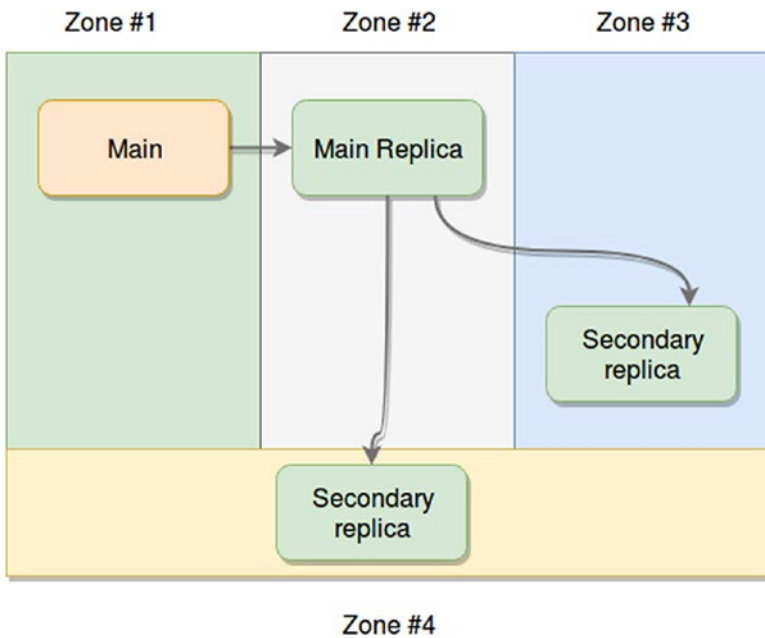 Zone #1
Zone #2
Zone #3
Main
Main Replica
Secondary
replica
Secondary
replica
Zone #4